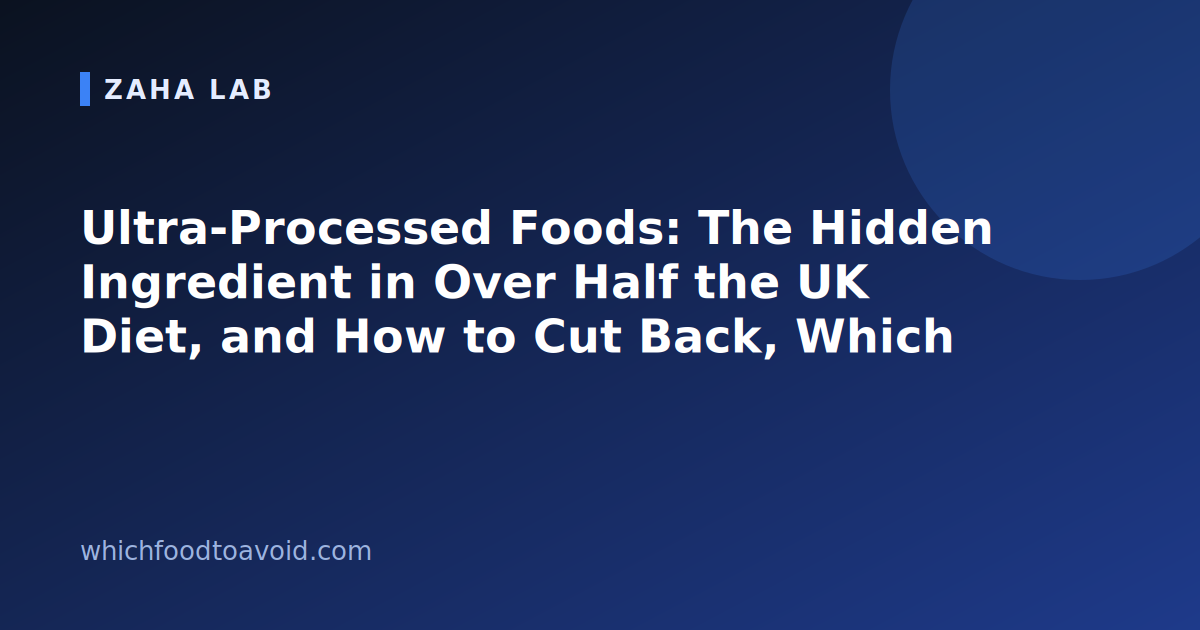 ZAHA LAB
Ultra-Processed Foods: The Hidden
Ingredient in Over Half the UK
Diet, and How to Cut Back, Which
whichfoodtoavoid.com